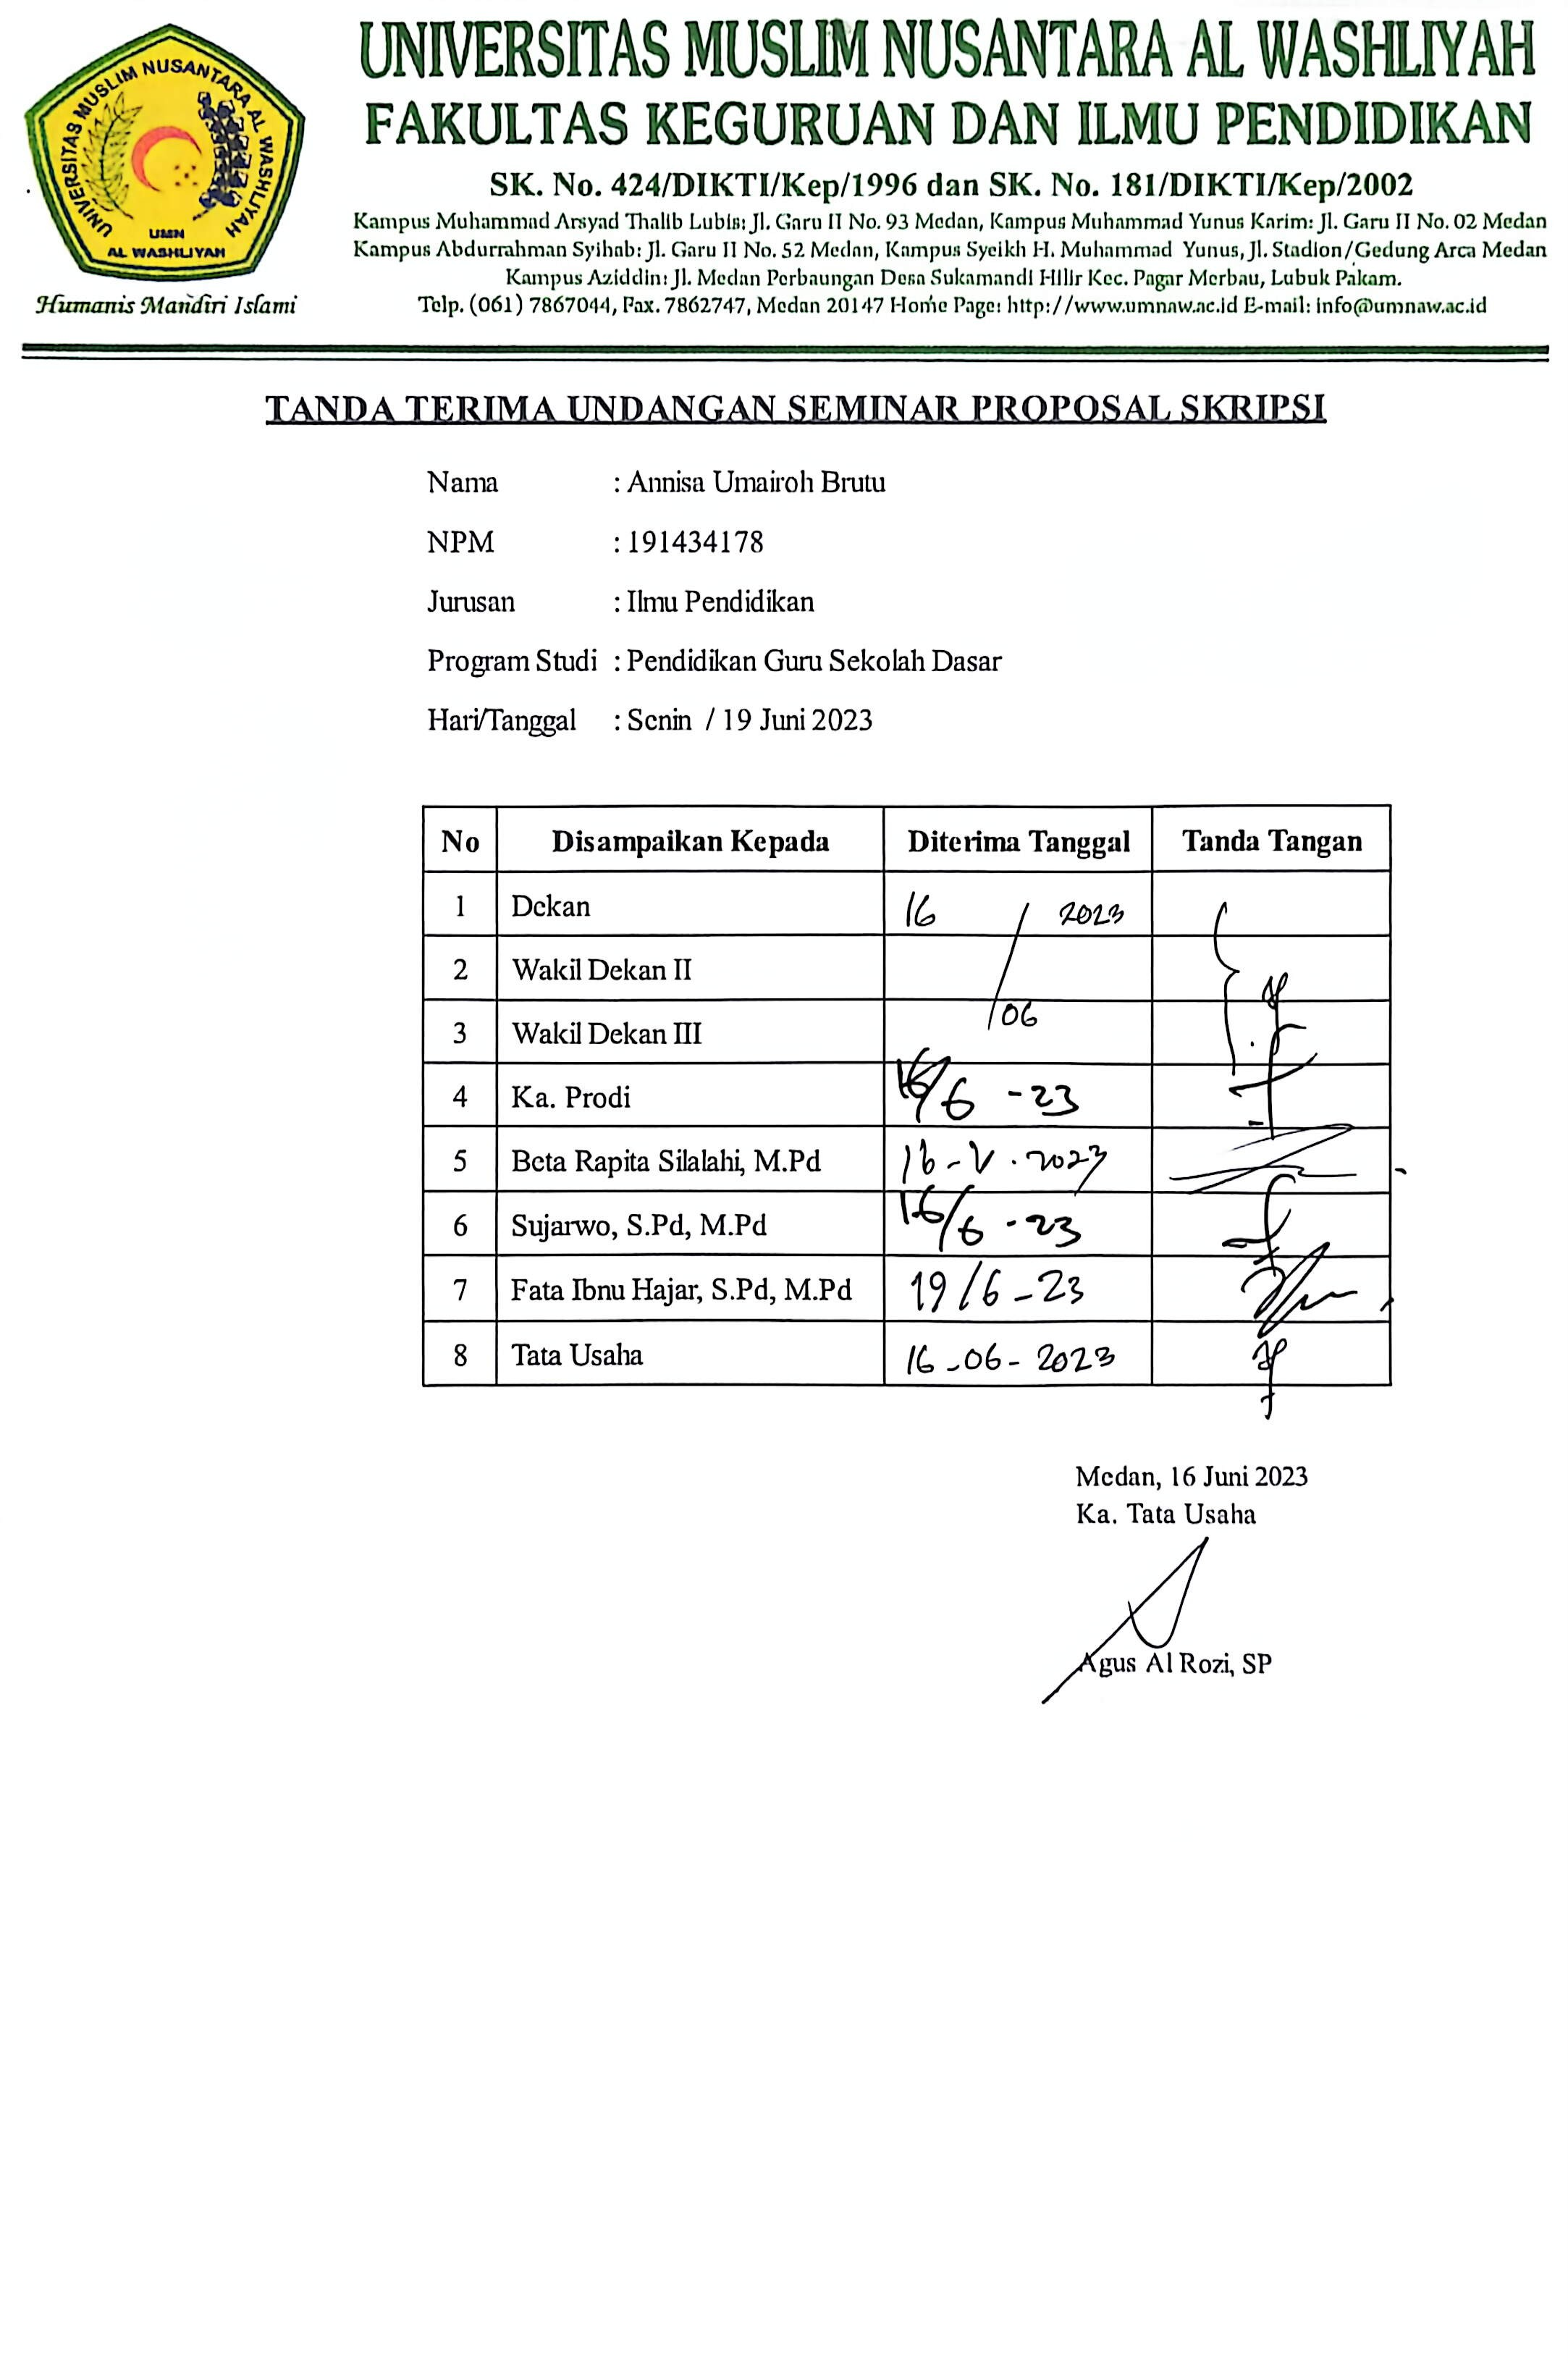 UNIVERSITAS MUSLIM NUSANTARA AL WASHLIYAH
UMN
AL WASHLIYAH
Humanis Mandiri Islami
UNIVERSITAS MUSLIM NUSANTARA AL WASHLIYAH
FAKULTAS KEGURUAN DAN ILMU PENDIDIKAN
SK. No. 424/DIKTI/Kep/1996 dan SK. No. 181/DIKTI/Kep/2002
Kampus Muhammad Arsyad Thalib Lubis: Jl. Garu II No. 93 Medan, Kampus Muhammad Yunus Karim: Jl. Garu II No. 02 Medan
Kampus Abdurrahman Syihab: Jl. Garu II No. 52 Medan, Kampus Syeikh H. Muhammad Yunus, Jl. Stadion/Gedung Arca Medan
Kampus Aziddin: Jl. Medan Perbaungan Desa Sukamandi Hilir Kec. Pagar Merbau, Lubuk Pakam.
Telp. (061) 7867044, Fax. 7862747, Medan 20147 Home Page: http://www.umnaw.ac.id E-mail: info@umnaw.ac.id
TANDA TERIMA UNDANGAN SEMINAR PROPOSAL SKRIPSI
Nama : Annisa Umairoh Brutu
NPM : 191434178
Jurusan : Ilmu Pendidikan
Program Studi : Pendidikan Guru Sekolah Dasar
Hari/Tanggal : Senin / 19 Juni 2023
No Disampaikan Kepada Diterima Tanggal Tanda Tangan
1 Dekan 16 / 06 2023
2 Wakil Dekan II
3 Wakil Dekan III
4 Ka. Prodi 16/6 - 23
5 Beta Rapita Silalahi, M.Pd 16 - V . 2023
6 Sujarwo, S.Pd, M.Pd 16/6 - 23
7 Fata Ibnu Hajar, S.Pd, M.Pd 19/6 - 23
8 Tata Usaha 16 - 06 - 2023
Medan, 16 Juni 2023
Ka. Tata Usaha
Agus Al Rozi, SP